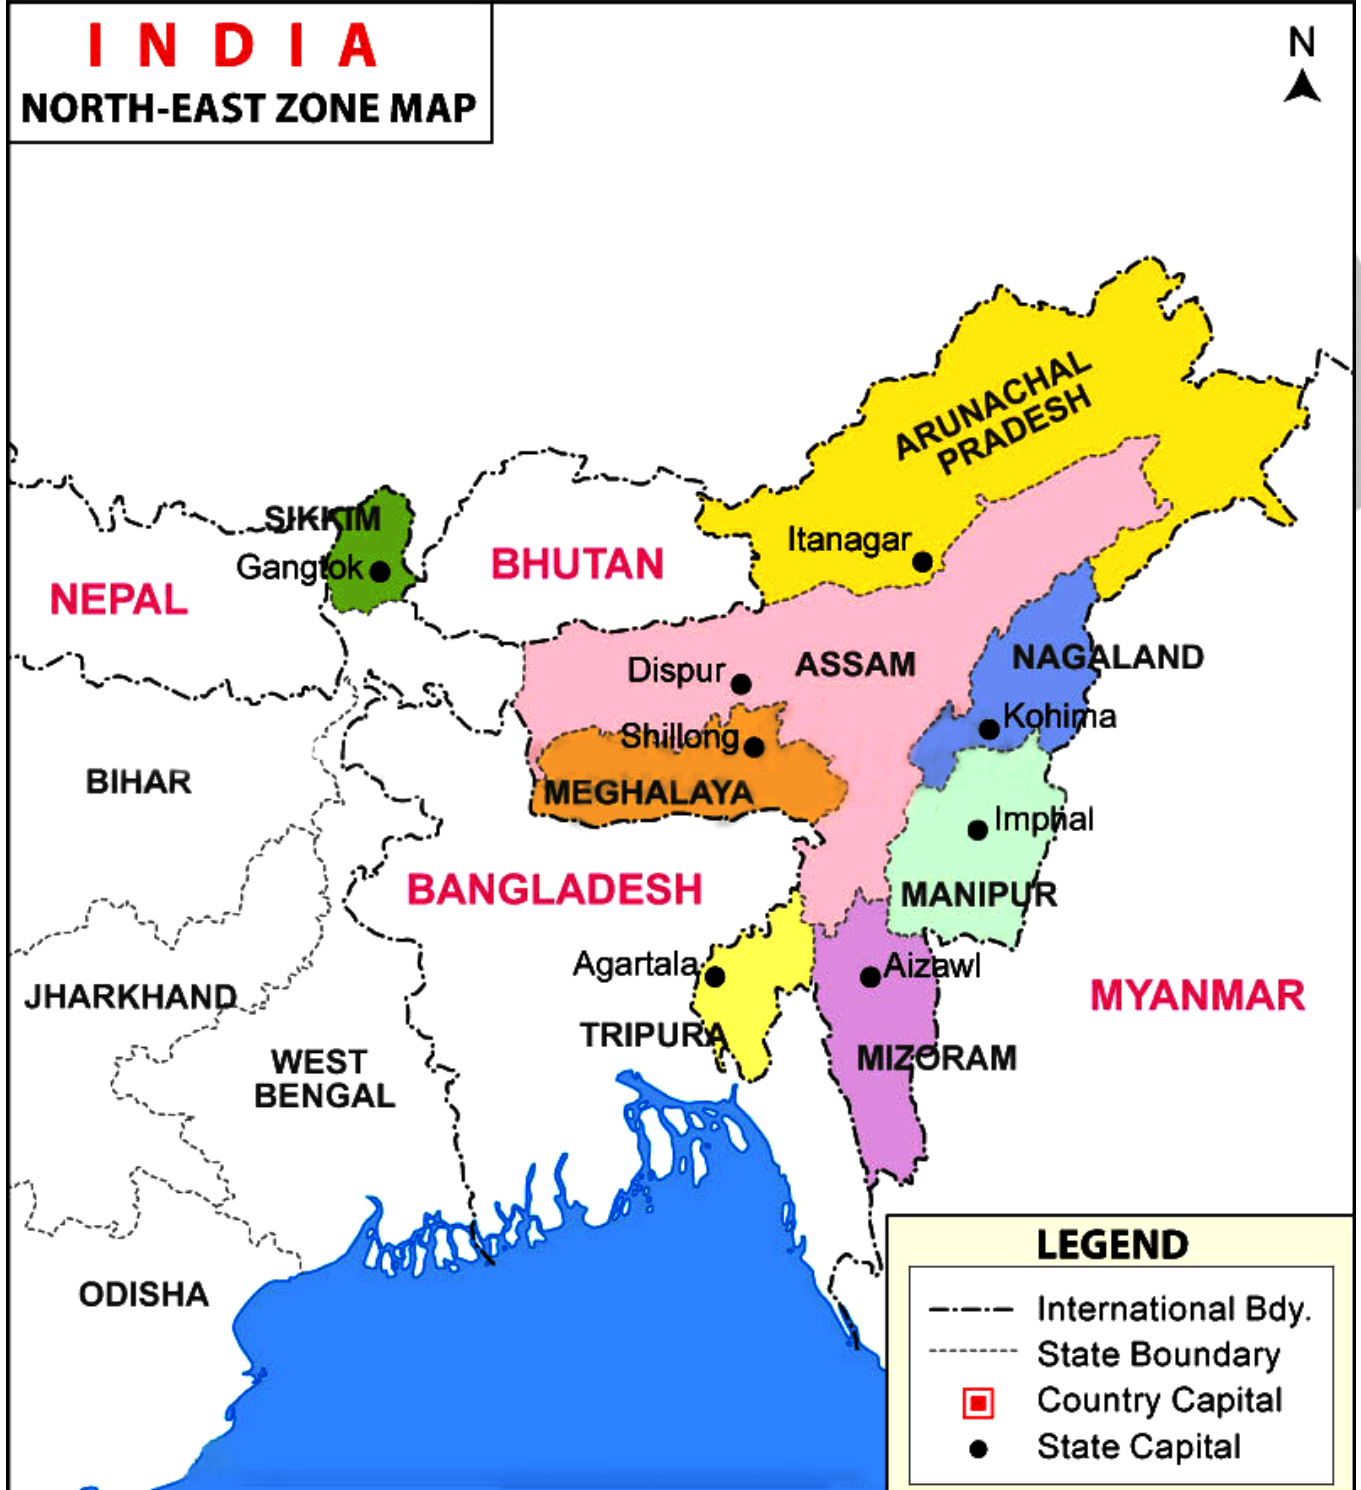 INDIA
NORTH-EAST ZONE MAP
N
ARUNACHAL
PRADESH
SIKKIM
Itanagar
Gangtok
BHUTAN
NEPAL
Dispur
ASSAM
NAGALAND
Kohima
Shillong
BIHAR
MEGHALAYA
Imphal
BANGLADESH
MANIPUR
Agartala
Aizawl
JHARKHAND
MYANMAR
TRIPURA
WEST
BENGAL
MIZORAM
ODISHA
LEGEND
International Bdy.
State Boundary
Country Capital
State Capital